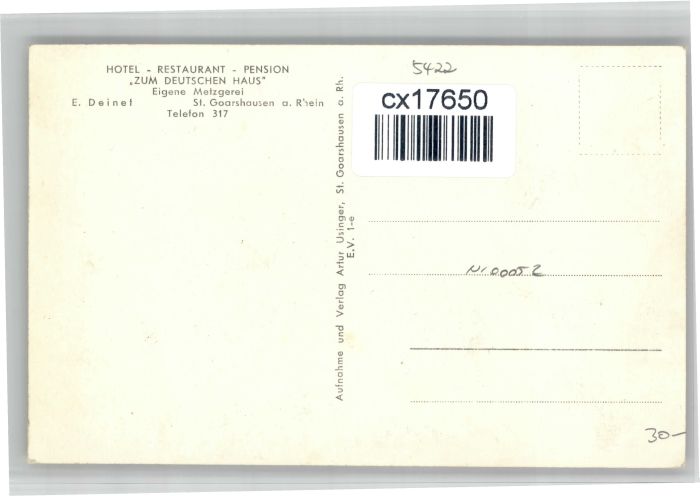 HOTEL - RESTAURANT - PENSION
„ZUM DEUTSCHEN HAUS"
Eigene Metzgerei
E. Deinet St. Goarshausen a. R'hein
Telefon 317
Aufnahme und Verlag Artur Usinger, St. Goarshausen a. Rh.
E.V. 1-e
5422
cx17650
30-